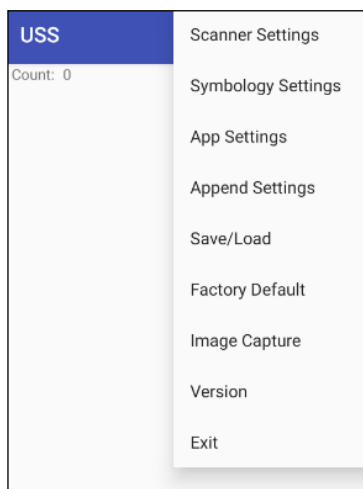 USS
Count: 0
Scanner Settings
Symbology Settings
App Settings
Append Settings
Save/Load
Factory Default
Image Capture
Version
Exit